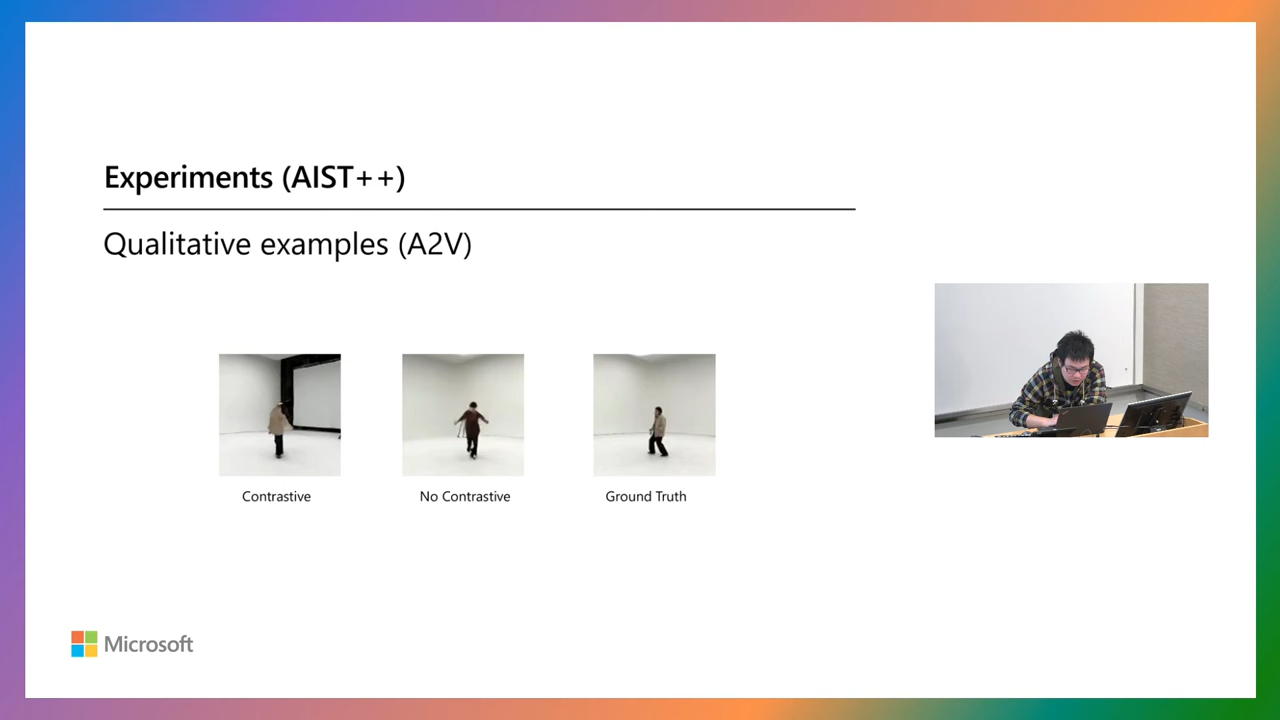 Experiments (AIST++)
Qualitative examples (A2V)
Contrastive
No Contrastive
Ground Truth
Microsoft